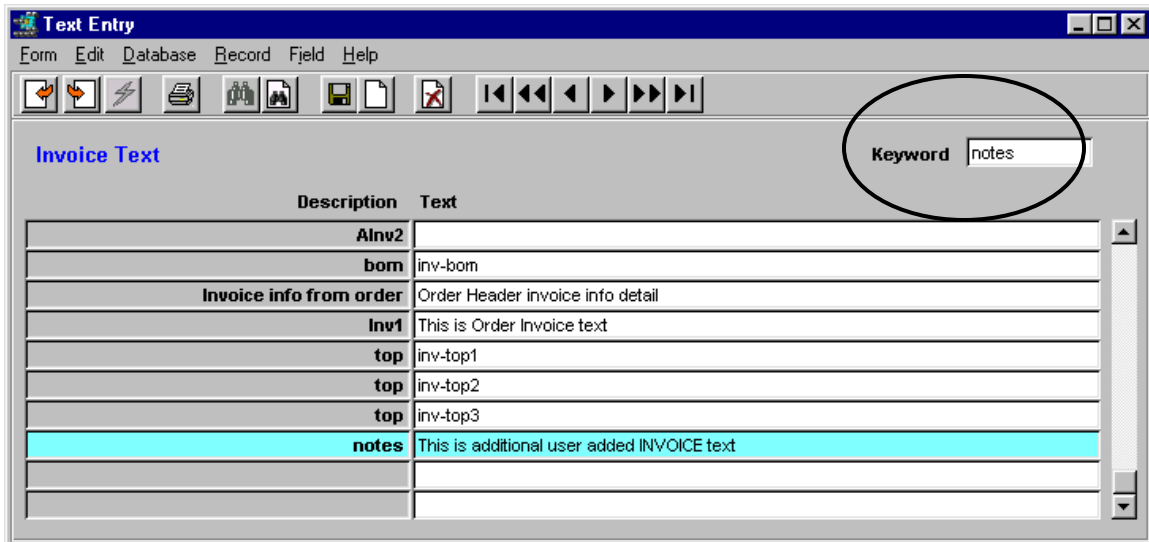 Text Entry
Form Edit Database Record Field Help
Invoice Text Keyword notes
Description Text
AInv2
bom inv-bom
Invoice info from order Order Header invoice info detail
Inv1 This is Order Invoice text
top inv-top1
top inv-top2
top inv-top3
notes This is additional user added INVOICE text